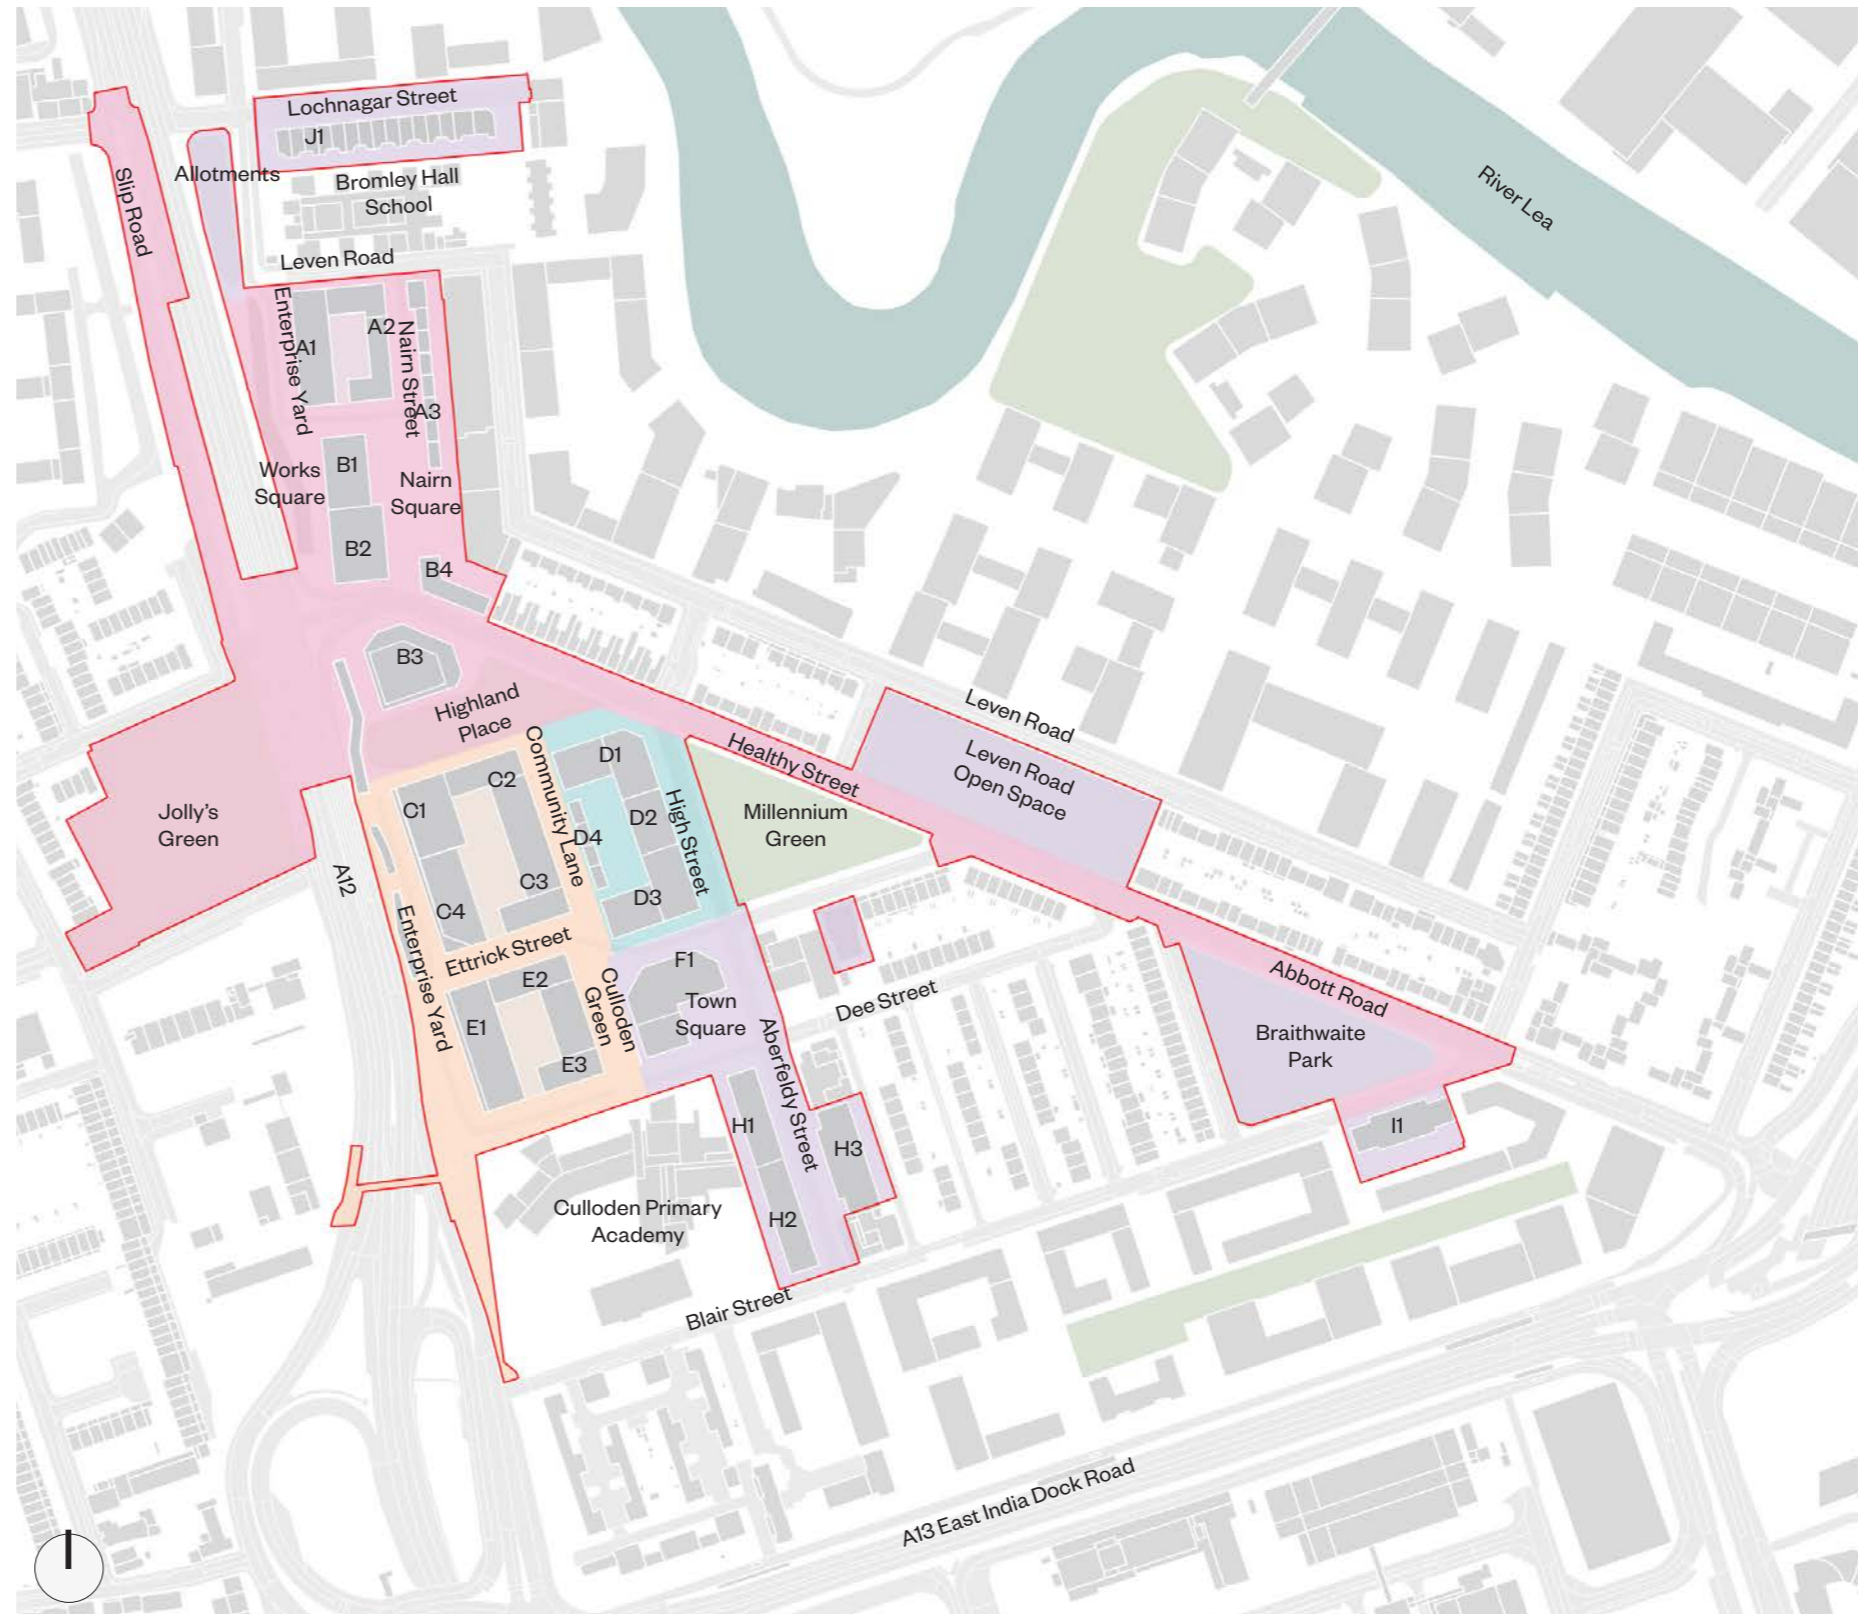 Lochnagar Street
J1
Allotments
Slip Road
Bromley Hall
School
River Lea
Leven Road
Enterprise Yard
A1
A2
Nairn Street
A3
Works
Square
B1
Nairn
Square
B2
B4
B3
Highland
Place
Leven Road
Community Lane
Healthy Street
Leven Road
Open Space
D1
C2
C1
High Street
Jolly's
Green
D2
D4
Millennium
Green
A12
C3
D3
C4
Enterprise Yard
Ettrick Street
F1
E2
Culloden
Green
Town
Square
Dee Street
Abbott Road
E1
Aberfeldy Street
Braithwaite
Park
E3
H1
I1
H3
Culloden Primary
Academy
H2
Blair Street
A13 East India Dock Road